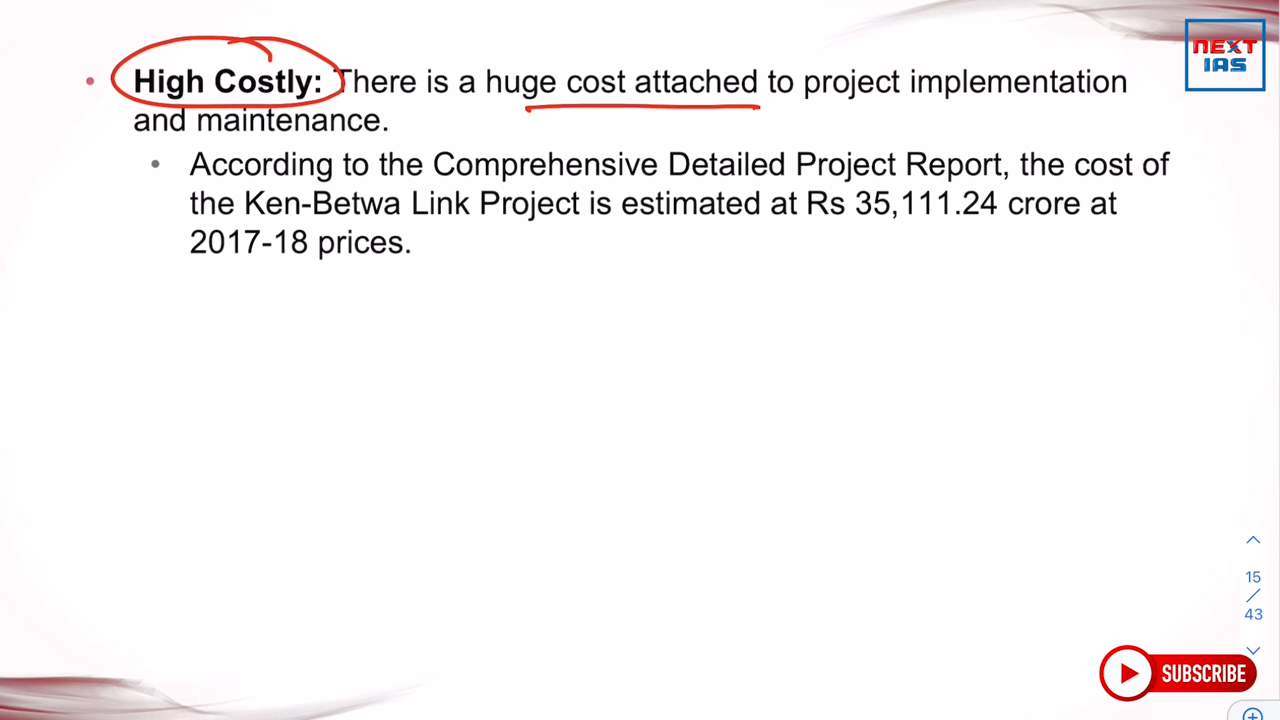 NEXT
IAS
• High Costly: There is a huge cost attached to project implementation
and maintenance.
• According to the Comprehensive Detailed Project Report, the cost of
the Ken-Betwa Link Project is estimated at Rs 35,111.24 crore at
2017-18 prices.
15
/
43
SUBSCRIBE